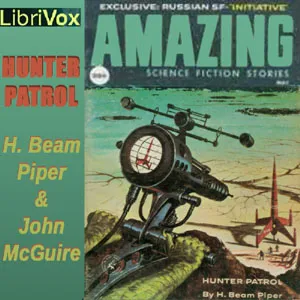 LibriVox
HUNTER
PATROL
H. Beam
Piper
&
John
McGuire
EXCLUSIVE: RUSSIAN SF-"INITIATIVE"
AMAZING
SCIENCE FICTION STORIES
HUNTER PATROL
By H. Beam Piper